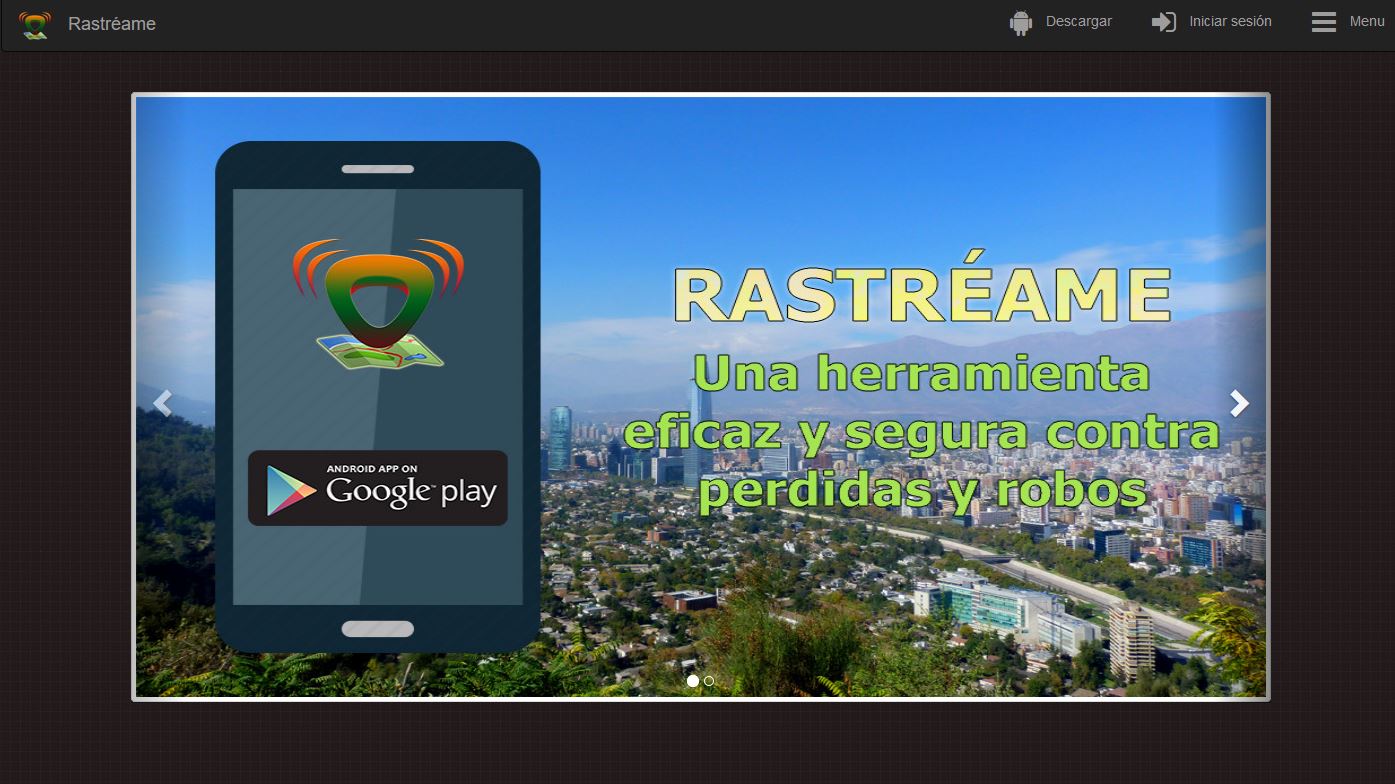 Rastréame
Descargar
Iniciar sesión
Menu
RASTRÉAME
Una herramienta
eficaz y segura contra
perdidas y robos
ANDROID APP ON
Google play